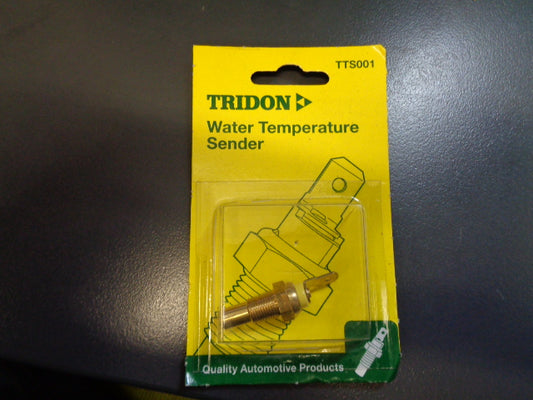 TTS001
TRIDON
Water Temperature
Sender
Quality Automotive Products